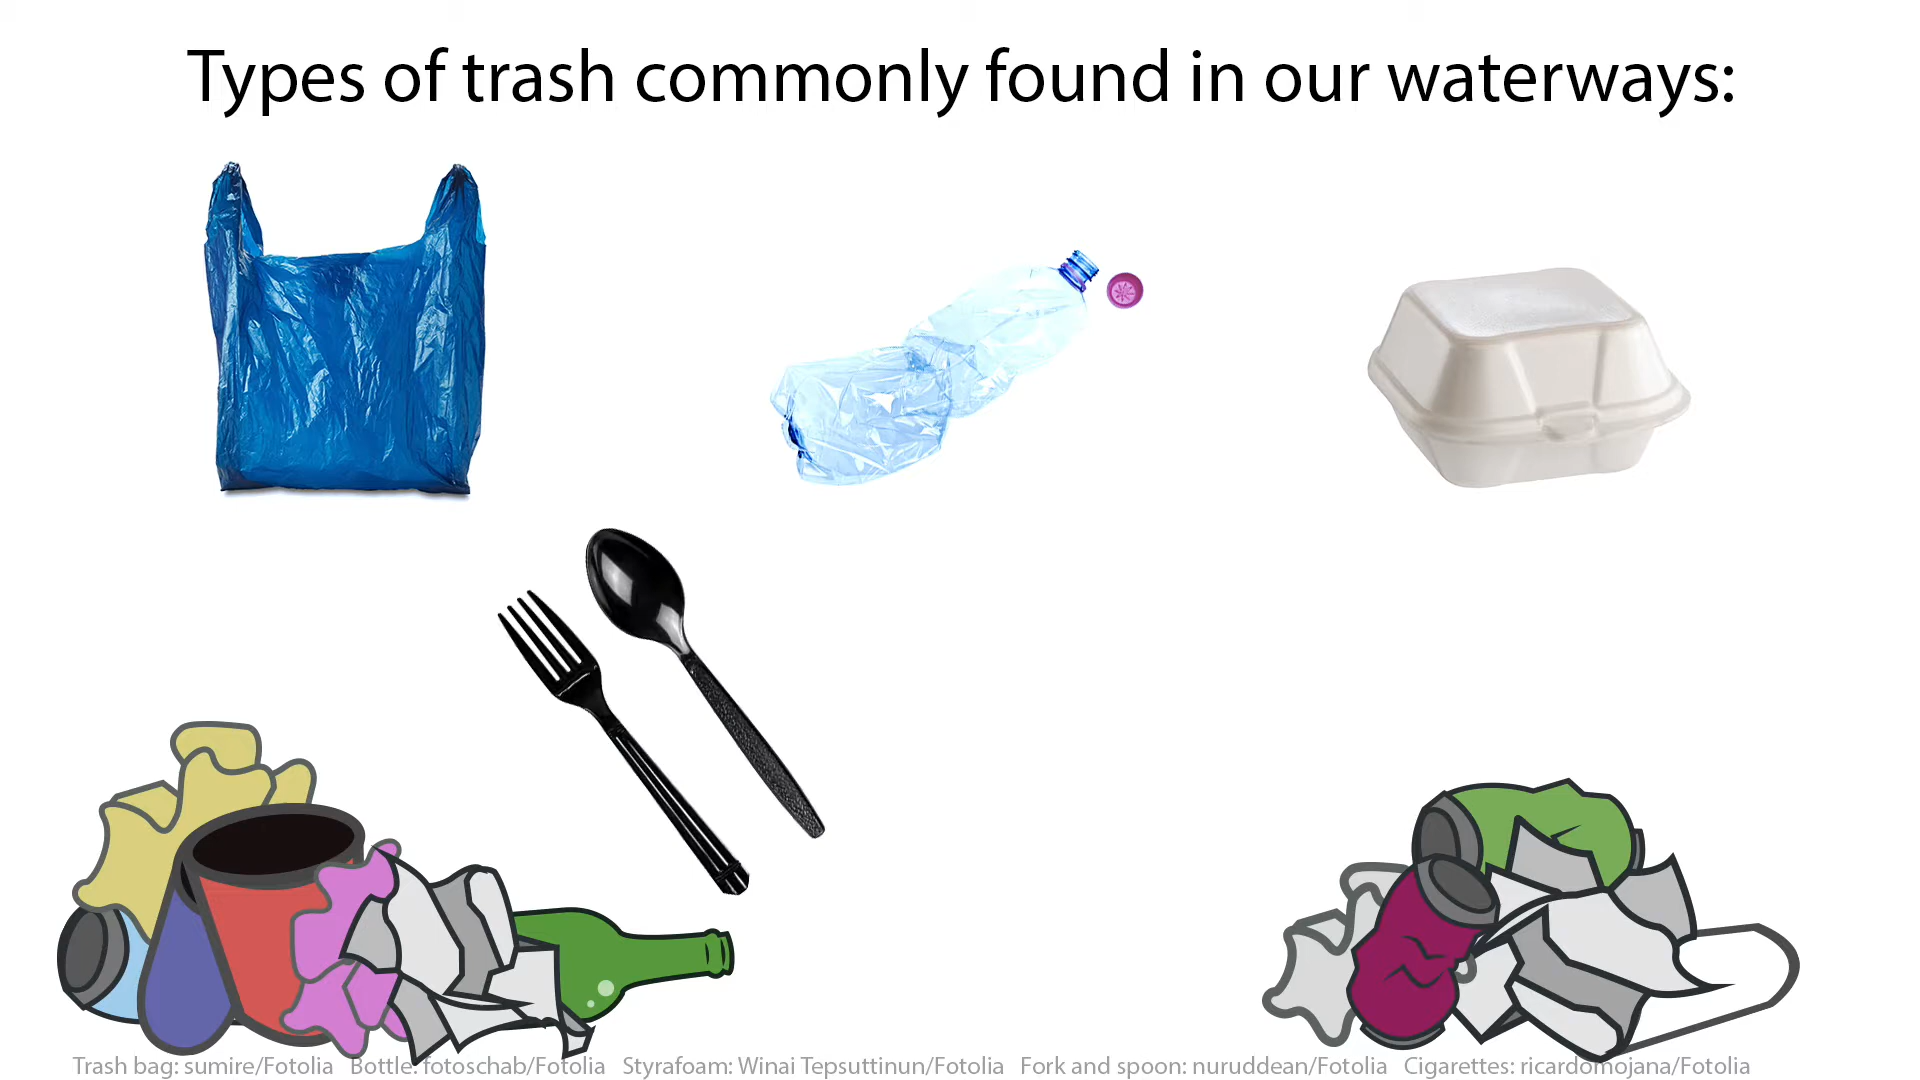 Types of trash commonly found in our waterways:
Trash bag: sumire/Fotolia Bottle: fotoschab/Fotolia Styrafoam: Winai Tepsuttinun/Fotolia Fork and spoon: nuruddean/Fotolia Cigarettes: ricardomojana/Fotolia